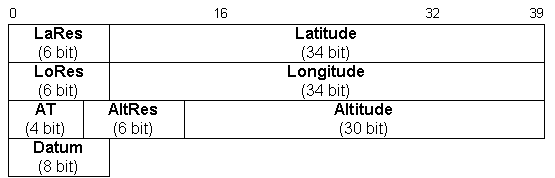 0 16 32 39
LaRes Latitude
(6 bit) (34 bit)
LoRes Longitude
(6 bit) (34 bit)
AT AltRes Altitude
(4 bit) (6 bit) (30 bit)
Datum
(8 bit)